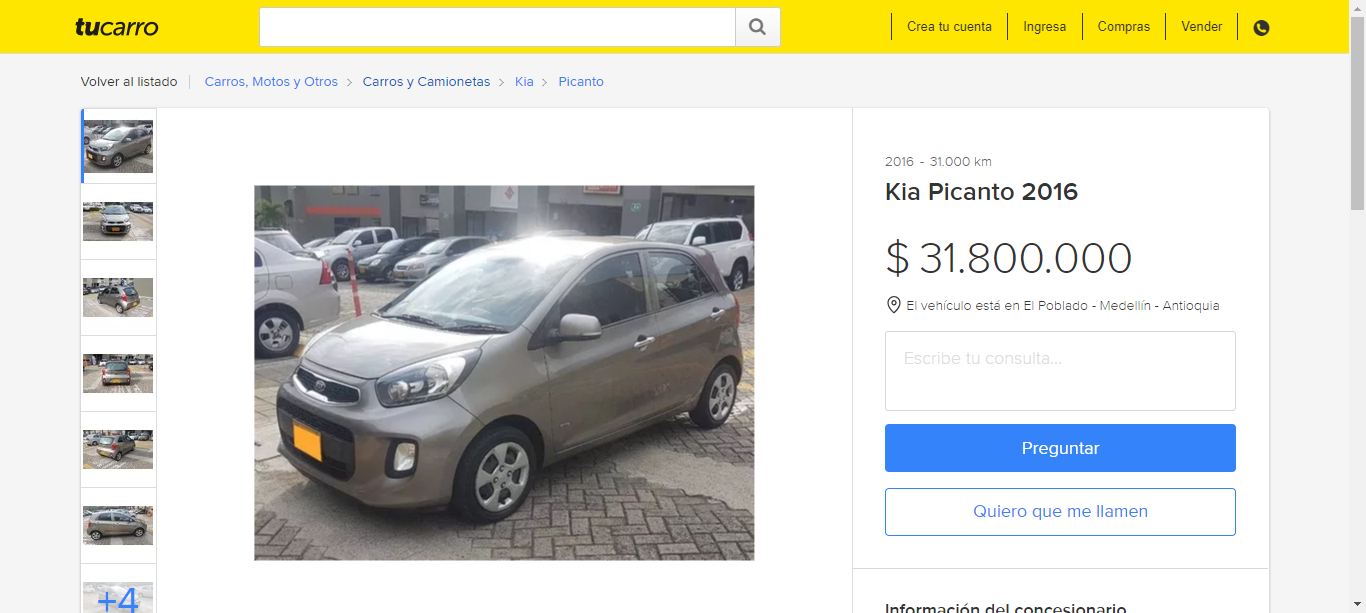 tucarro
Crea tu cuenta
Ingresa
Compras
Vender
Volver al listado
Carros, Motos y Otros
Carros y Camionetas
Kia
Picanto
2016 - 31.000 km
Kia Picanto 2016
$ 31.800.000
El vehículo está en El Poblado - Medellín - Antioquia
Escribe tu consulta...
Preguntar
Quiero que me llamen
+4
Información del concesionario